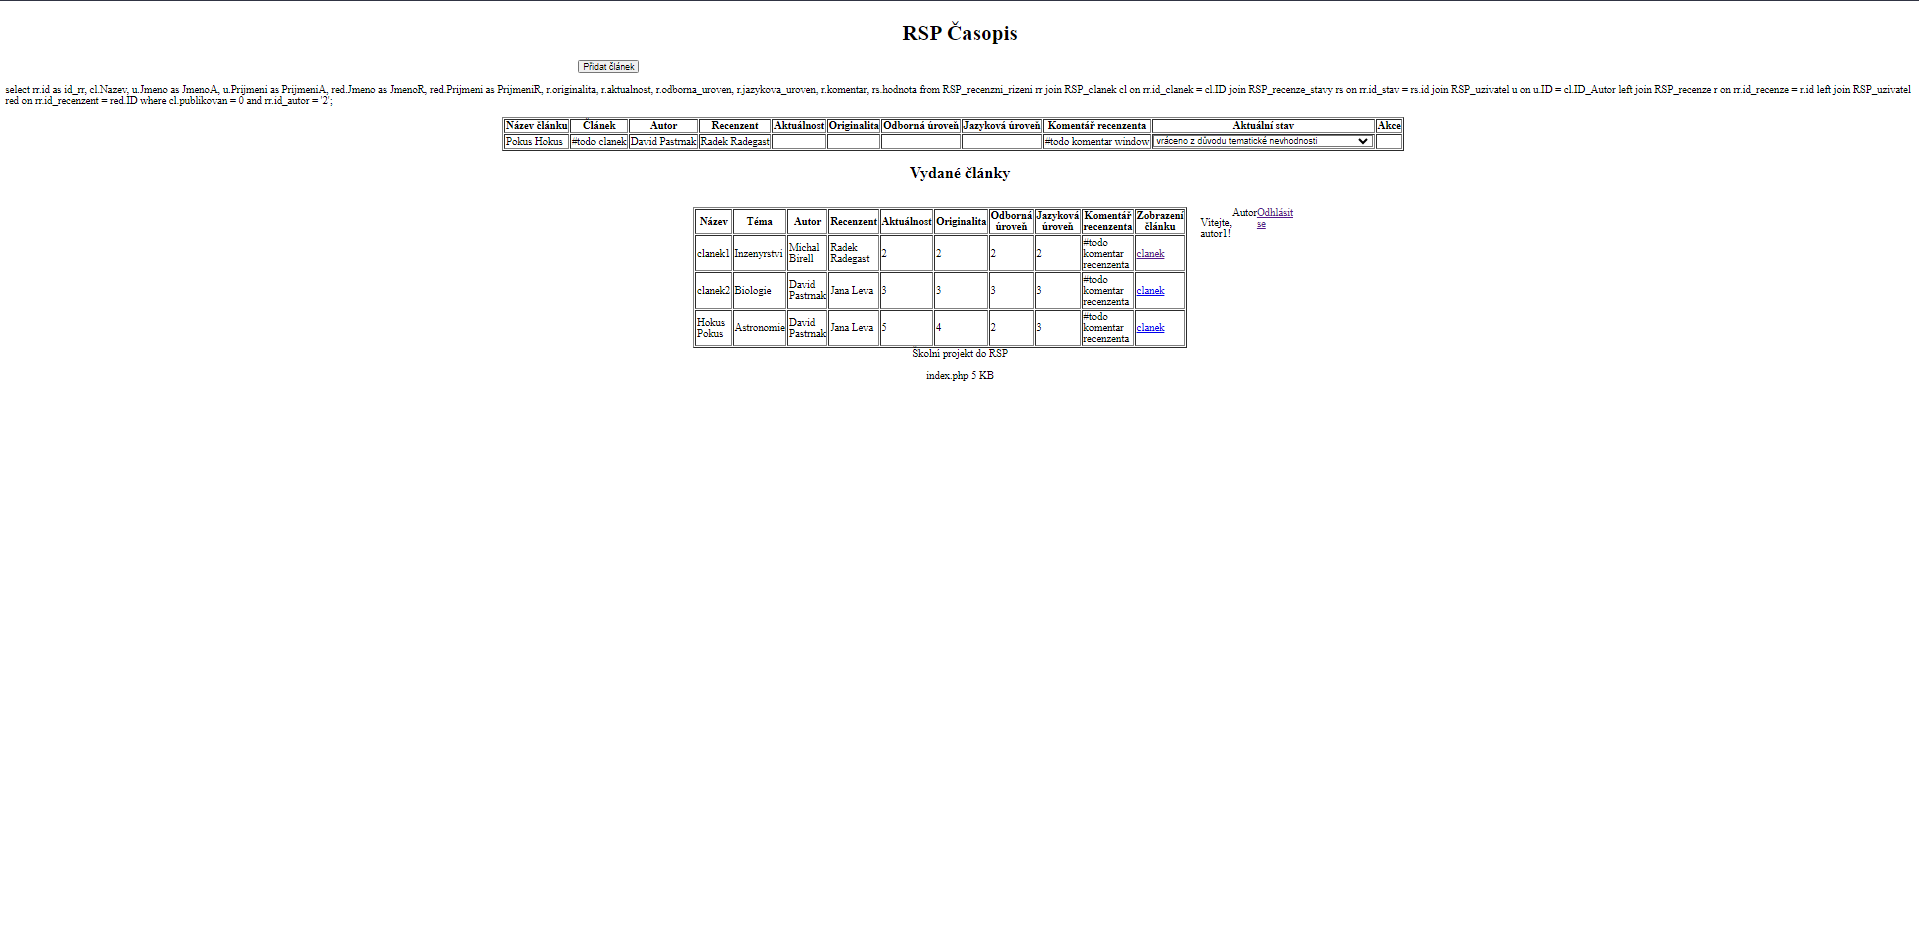 RSP Časopis
Přidat článek
select rr.id as id_rr, cl.Nazev, u.Jmeno as JmenoA, u.Prijmeni as PrijmeniA, red.Jmeno as JmenoR, red.Prijmeni as PrijmeniR, r.originalita, r.aktualnost, r.odborna_uroven, r.jazykova_uroven, r.komentar, rs.hodnota from RSP_recenzni_rizeni rr join RSP_clanek cl on rr.id_clanek = cl.ID join RSP_recenze_stavy rs on rr.id_stav = rs.id join RSP_uzivatel u on u.ID = cl.ID_Autor left join RSP_recenze r on rr.id_recenze = r.id left join RSP_uzivatel
red on rr.id_recenzent = red.ID where cl.publikovan = 0 and rr.id_autor = '2';
Název článku Článek Autor Recenzent Aktuálnost Originalita Odborná úroveň Jazyková úroveň Komentář recenzenta Aktuální stav Akce
Pokus Hokus #todo clanek David Pastrnak Radek Radegast #todo komentar window vráceno z důvodu tematické nevhodnosti
Vydané články
Název Téma Autor Recenzent Aktuálnost Originalita Odborná úroveň Jazyková úroveň Komentář recenzenta Zobrazení článku
clanek1 Inzenyrstvi Michal Birell Radek Radegast 2 2 2 2 #todo komentar recenzenta clanek
clanek2 Biologie David Pastrnak Jana Leva 3 3 3 3 #todo komentar recenzenta clanek
Hokus Pokus Astronomie David Pastrnak Jana Leva 5 4 2 3 #todo komentar recenzenta clanek
Vítejte, autor1!
Autor
Odhlásit se
Školní projekt do RSP
index.php 5 KB